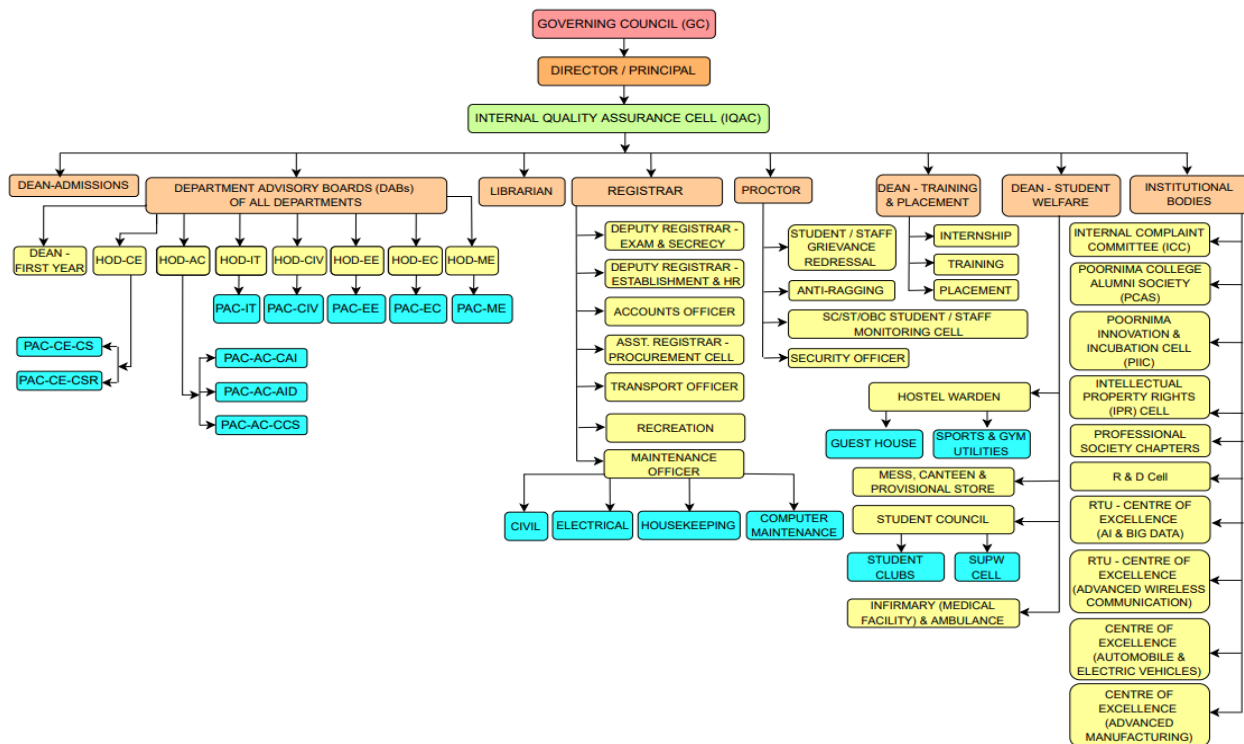 GOVERNING COUNCIL (GC)
DIRECTOR / PRINCIPAL
INTERNAL QUALITY ASSURANCE CELL (IQAC)
DEAN-ADMISSIONS
DEPARTMENT ADVISORY BOARDS (DABs)
OF ALL DEPARTMENTS
LIBRARIAN
REGISTRAR
PROCTOR
DEAN - TRAINING
& PLACEMENT
DEAN - STUDENT
WELFARE
INSTITUTIONAL
BODIES
DEAN -
FIRST YEAR
HOD-CE
HOD-AC
HOD-IT
HOD-CIV
HOD-EE
HOD-EC
HOD-ME
PAC-IT
PAC-CIV
PAC-EE
PAC-EC
PAC-ME
PAC-CE-CS
PAC-CE-CSR
PAC-AC-CAI
PAC-AC-AID
PAC-AC-CCS
DEPUTY REGISTRAR -
EXAM & SECRECY
DEPUTY REGISTRAR -
ESTABLISHMENT & HR
ACCOUNTS OFFICER
ASST. REGISTRAR -
PROCUREMENT CELL
TRANSPORT OFFICER
RECREATION
MAINTENANCE
OFFICER
CIVIL
ELECTRICAL
HOUSEKEEPING
COMPUTER
MAINTENANCE
STUDENT / STAFF
GRIEVANCE
REDRESSAL
ANTI-RAGGING
SC/ST/OBC STUDENT / STAFF
MONITORING CELL
SECURITY OFFICER
INTERNSHIP
TRAINING
PLACEMENT
HOSTEL WARDEN
GUEST HOUSE
SPORTS & GYM
UTILITIES
MESS, CANTEEN &
PROVISIONAL STORE
STUDENT COUNCIL
STUDENT
CLUBS
SUPW
CELL
INFIRMARY (MEDICAL
FACILITY) & AMBULANCE
INTERNAL COMPLAINT
COMMITTEE (ICC)
POORNIMA COLLEGE
ALUMNI SOCIETY
(PCAS)
POORNIMA
INNOVATION &
INCUBATION CELL
(PIIC)
INTELLECTUAL
PROPERTY RIGHTS
(IPR) CELL
PROFESSIONAL
SOCIETY CHAPTERS
R & D Cell
RTU - CENTRE OF
EXCELLENCE
(AI & BIG DATA)
RTU - CENTRE OF
EXCELLENCE
(ADVANCED WIRELESS
COMMUNICATION)
CENTRE OF
EXCELLENCE
(AUTOMOBILE &
ELECTRIC VEHICLES)
CENTRE OF
EXCELLENCE
(ADVANCED
MANUFACTURING)